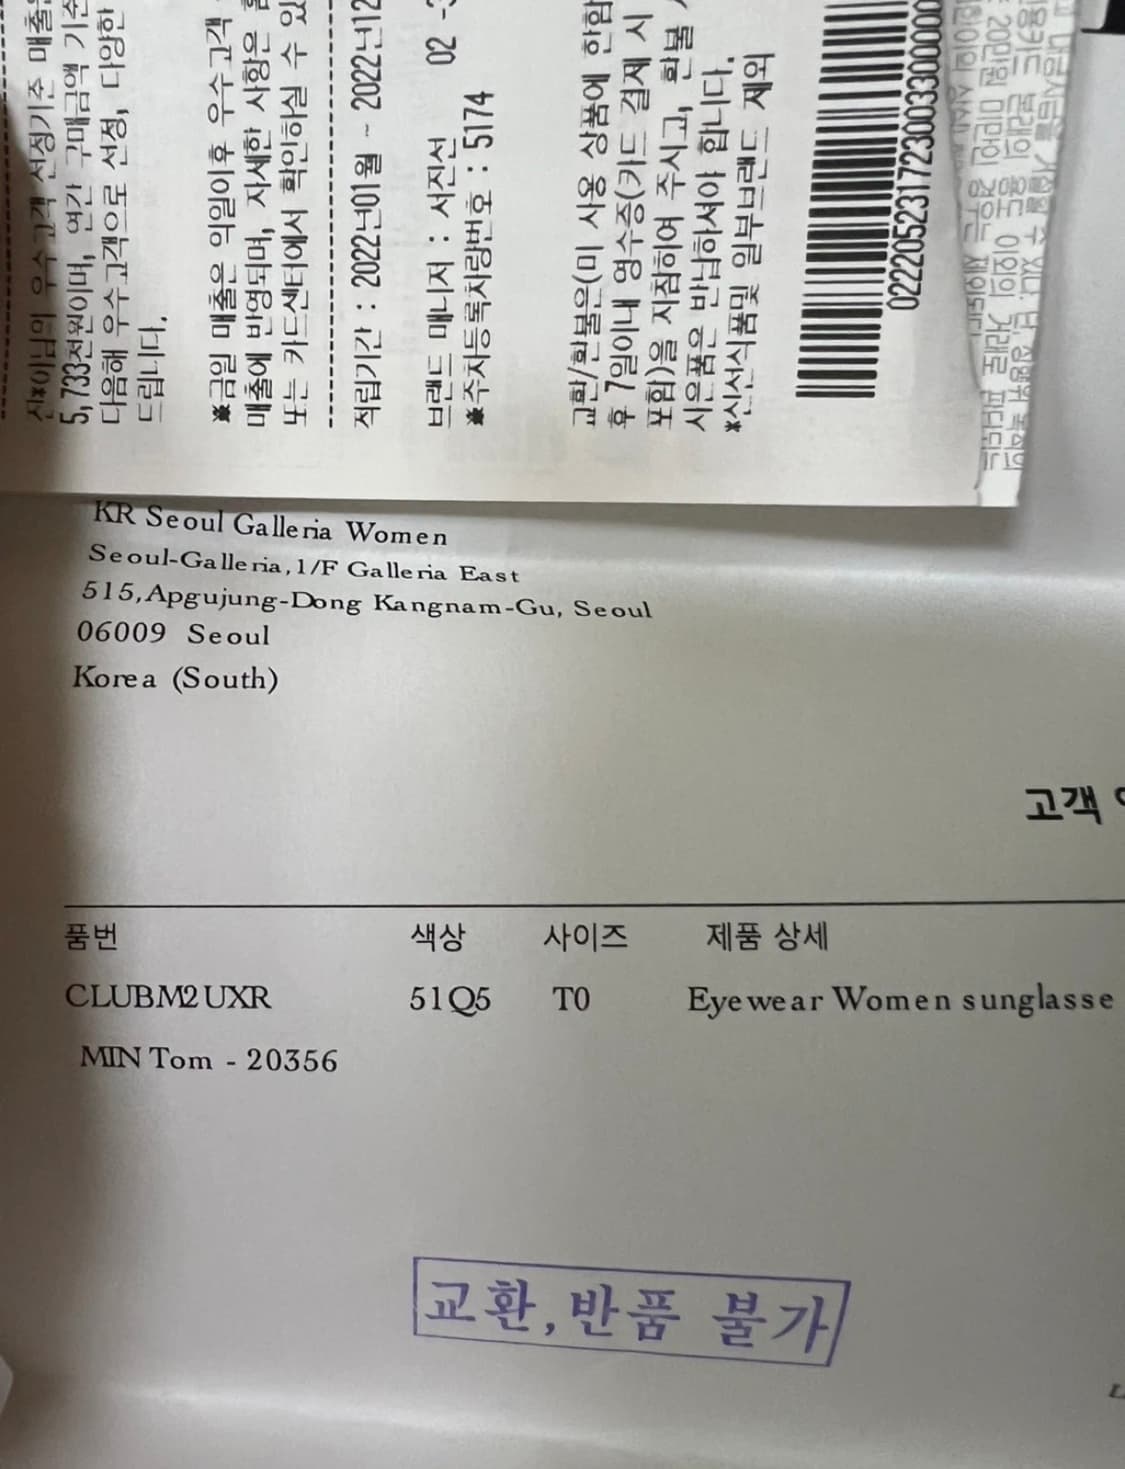 5,733천원이며, 연간 구매금액 기준
다음해 우수고객으로 선정, 다양한
드립니다.
※금일 매출은 익일이후 우수고객
매출에 반영되며, 자세한 사항은
또는 카드센터에서 확인하실 수 있
적립기간 : 2022년01월 ~ 2022년12
브랜드 매니저 : 서진선 02 -3
※주차등록차량번호 : 5174
교환/환불은(미 사용 상품에 한함
후 7일이내 영수증(카드 결제 시
포함)을 지참하여 주시고, 환불
시은품은 반납하셔야 합니다.
*신선식품및 일부브랜드 제외
022205231723003300000
KR Seoul Galleria Women
Seoul-Galleria,1/F Galleria East
515,Apgujung-Dong Kangnam-Gu, Seoul
06009 Seoul
Korea (South)
고객
품번 색상 사이즈 제품 상세
CLUBM2UXR 51Q5 T0 Eyewear Women sunglasse
MIN Tom - 20356
교환, 반품 불가